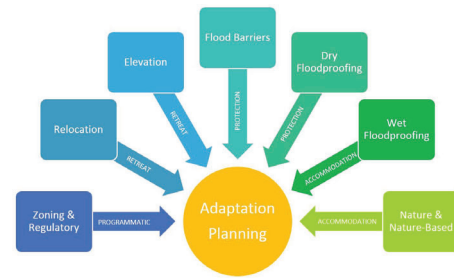 Flood Barriers
Elevation
Dry
Floodproofing
RETREAT
PROTECTION
PROTECTION
Relocation
Wet
Floodproofing
RETREAT
ACCOMMODATION
Adaptation
Planning
Zoning &
Regulatory
PROGRAMMATIC
ACCOMMODATION
Nature &
Nature-Based